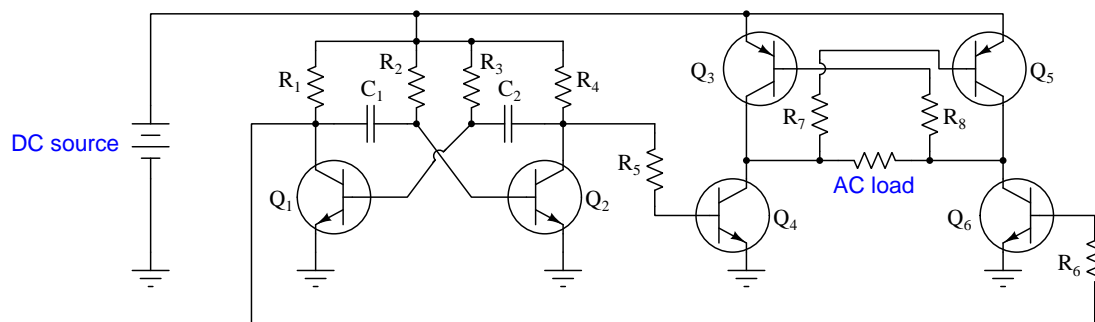 DC source
R1
C1
R2
R3
C2
R4
Q1
Q2
R5
Q3
Q4
R7
AC load
R8
Q5
Q6
R6